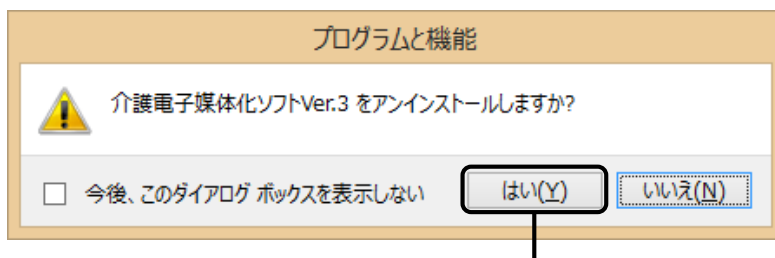 プログラムと機能
介護電子媒体化ソフトVer.3 をアンインストールしますか?
今後、このダイアログ ボックスを表示しない
はい(Y)
いいえ(N)